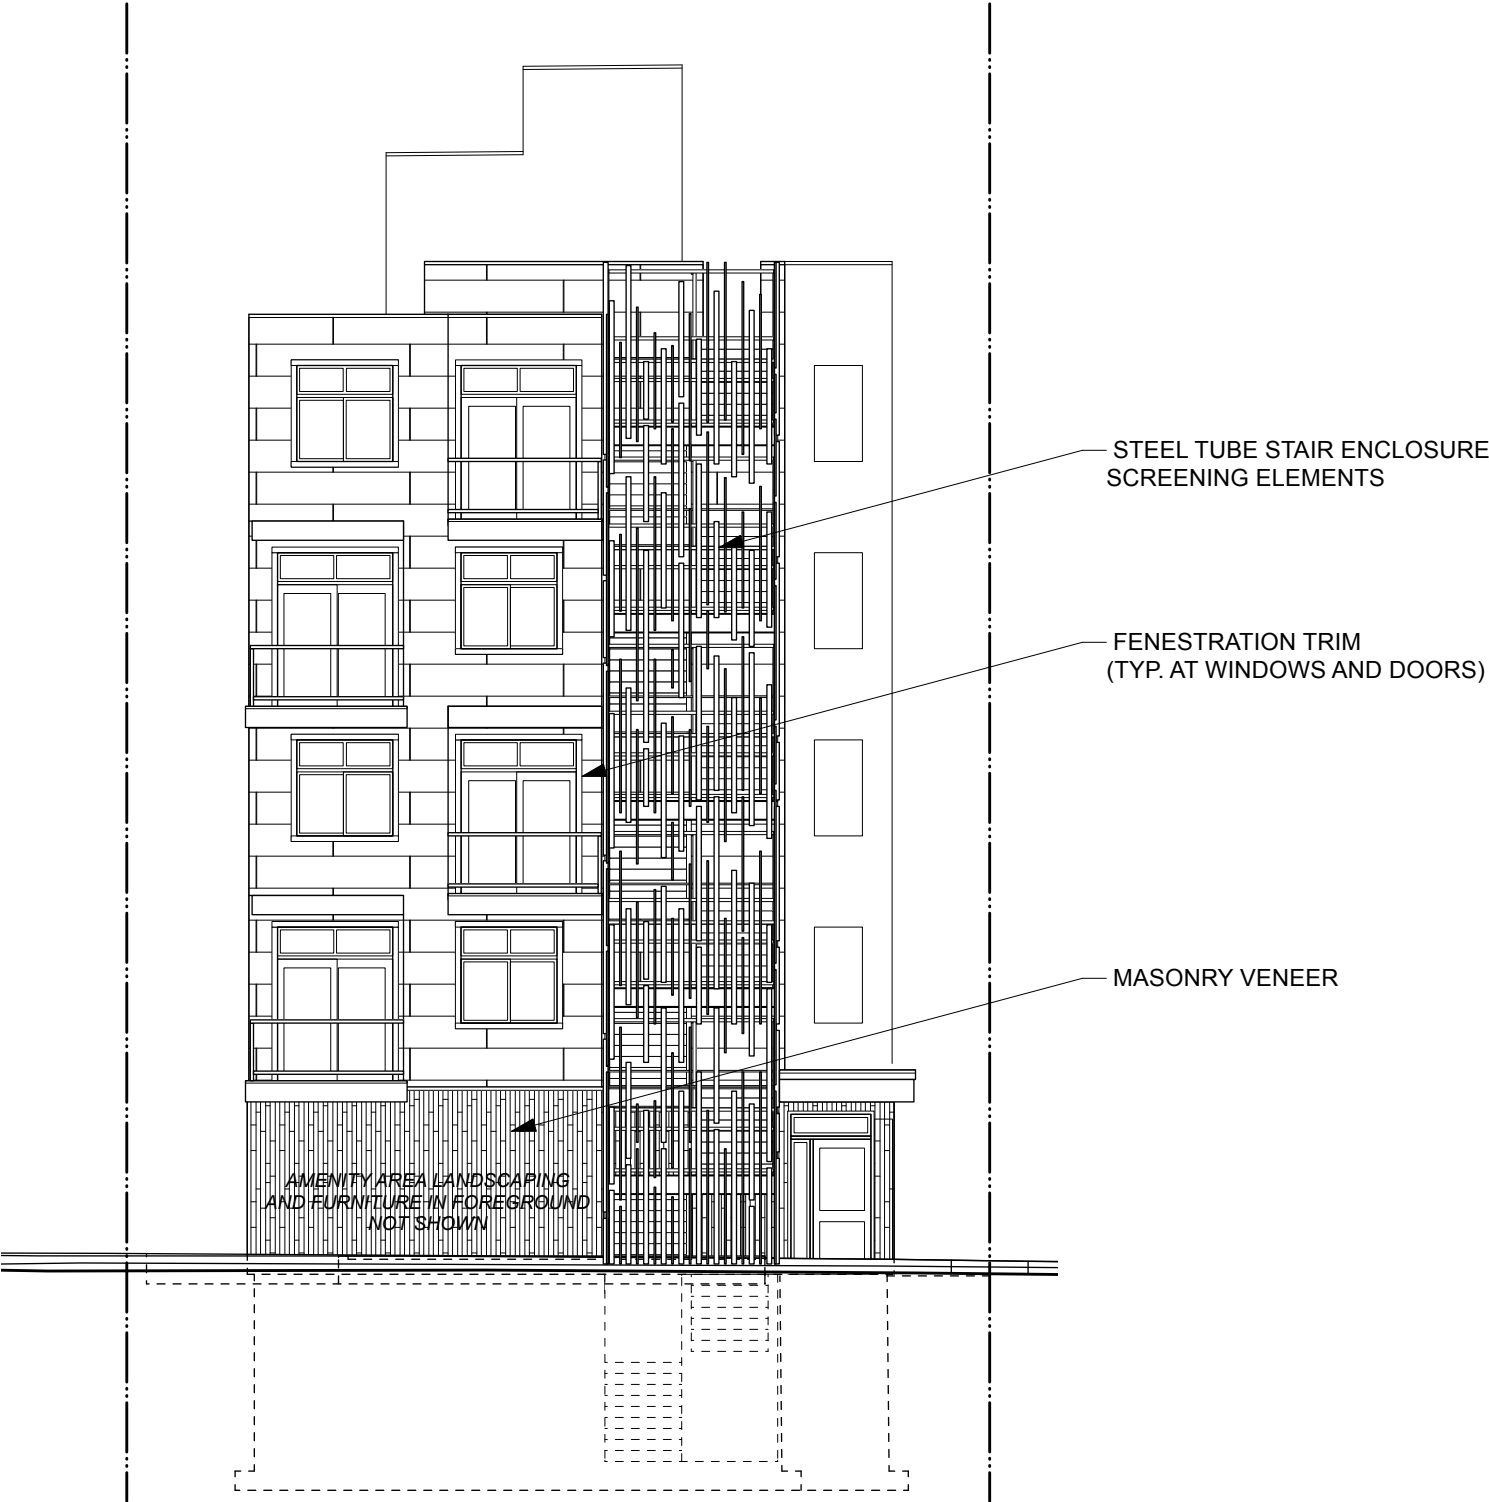 STEEL TUBE STAIR ENCLOSURE
SCREENING ELEMENTS
FENESTRATION TRIM
(TYP. AT WINDOWS AND DOORS)
MASONRY VENEER
AMENITY AREA LANDSCAPING
AND FURNITURE IN FOREGROUND
NOT SHOWN